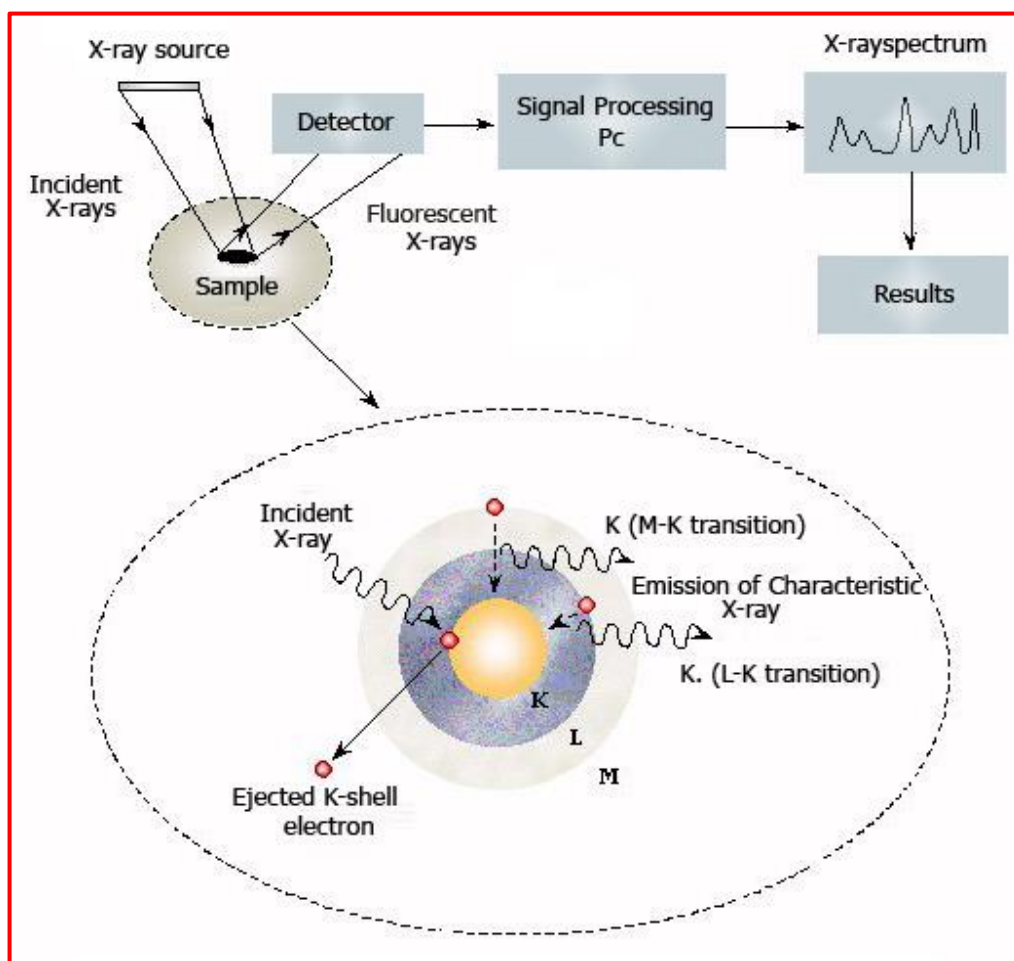 X-ray source
X-rayspectrum
Detector
Signal Processing
Pc
Incident
X-rays
Fluorescent
X-rays
Sample
Results
Incident
X-ray
K (M-K transition)
Emission of Characteristic
X-ray
K. (L-K transition)
K
L
M
Ejected K-shell
electron